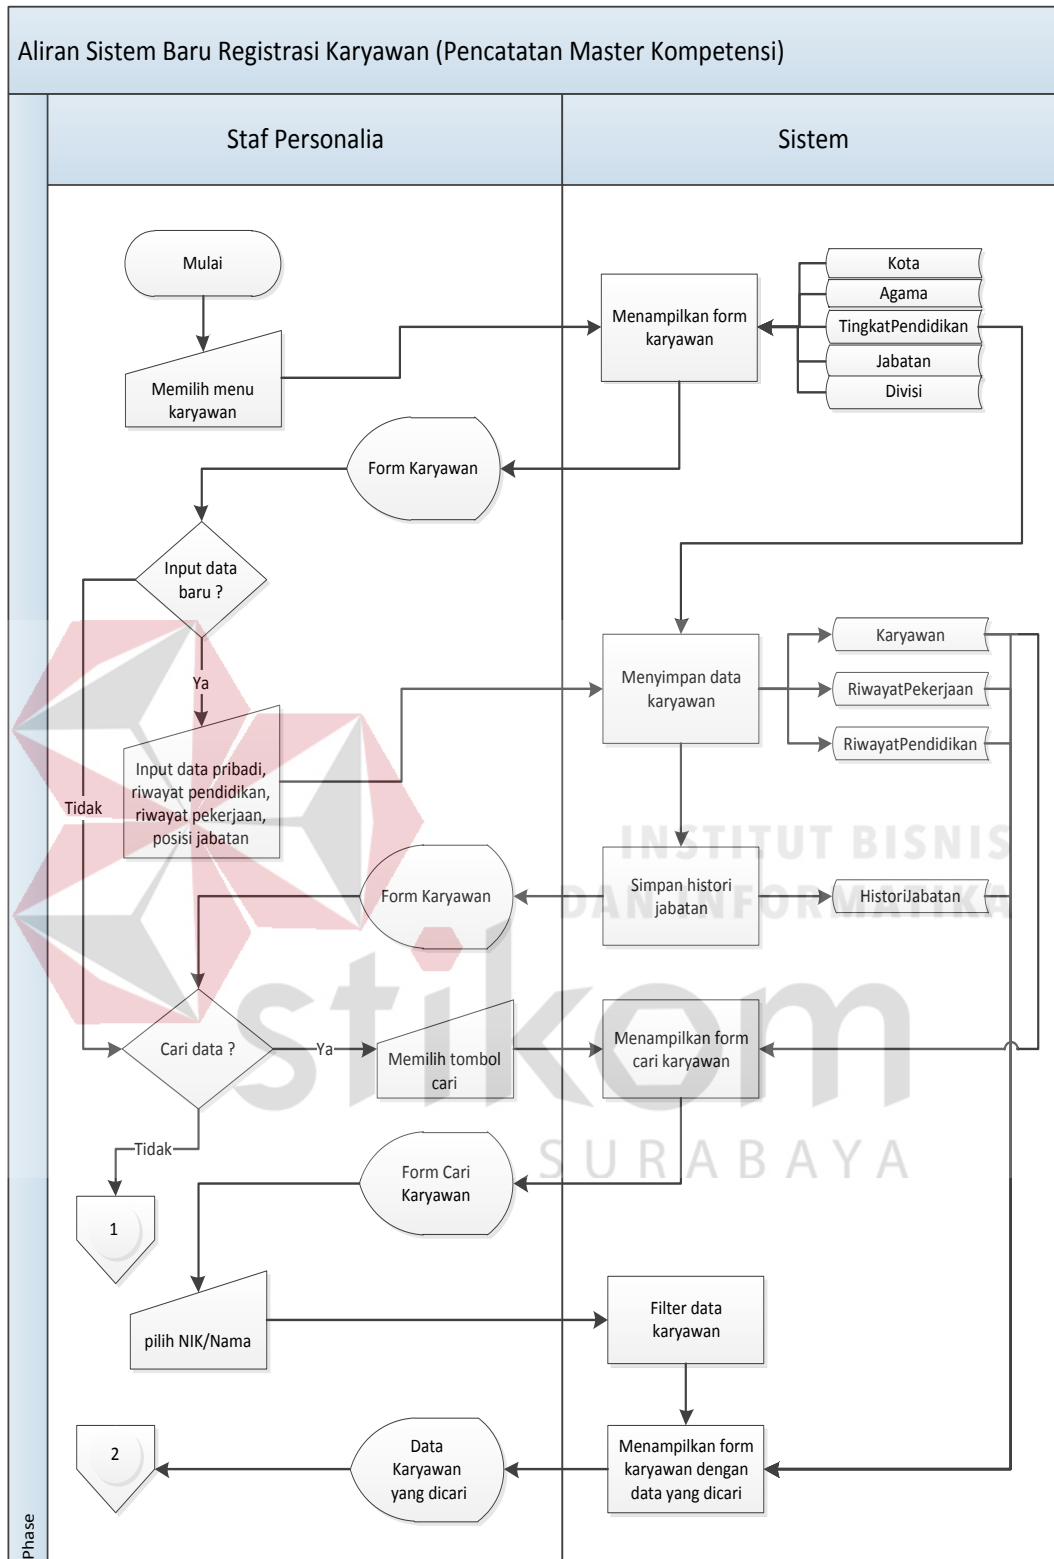 Aliran Sistem Baru Registrasi Karyawan (Pencatatan Master Kompetensi)
Staf Personalia
Sistem
Mulai
Memilih menu
karyawan
Menampilkan form
karyawan
Kota
Agama
TingkatPendidikan
Jabatan
Divisi
Form Karyawan
Input data
baru ?
Ya
Tidak
Input data pribadi,
riwayat pendidikan,
riwayat pekerjaan,
posisi jabatan
Menyimpan data
karyawan
Karyawan
RiwayatPekerjaan
RiwayatPendidikan
INSTITUT BISNIS
DAN INFORMATIKA
Simpan histori
jabatan
HistoriJabatan
Form Karyawan
stikom
SURABAYA
Cari data ?
Ya
Memilih tombol
cari
Menampilkan form
cari karyawan
Tidak
1
Form Cari
Karyawan
pilih NIK/Nama
Filter data
karyawan
Menampilkan form
karyawan dengan
data yang dicari
Data
Karyawan
yang dicari
2
Phase